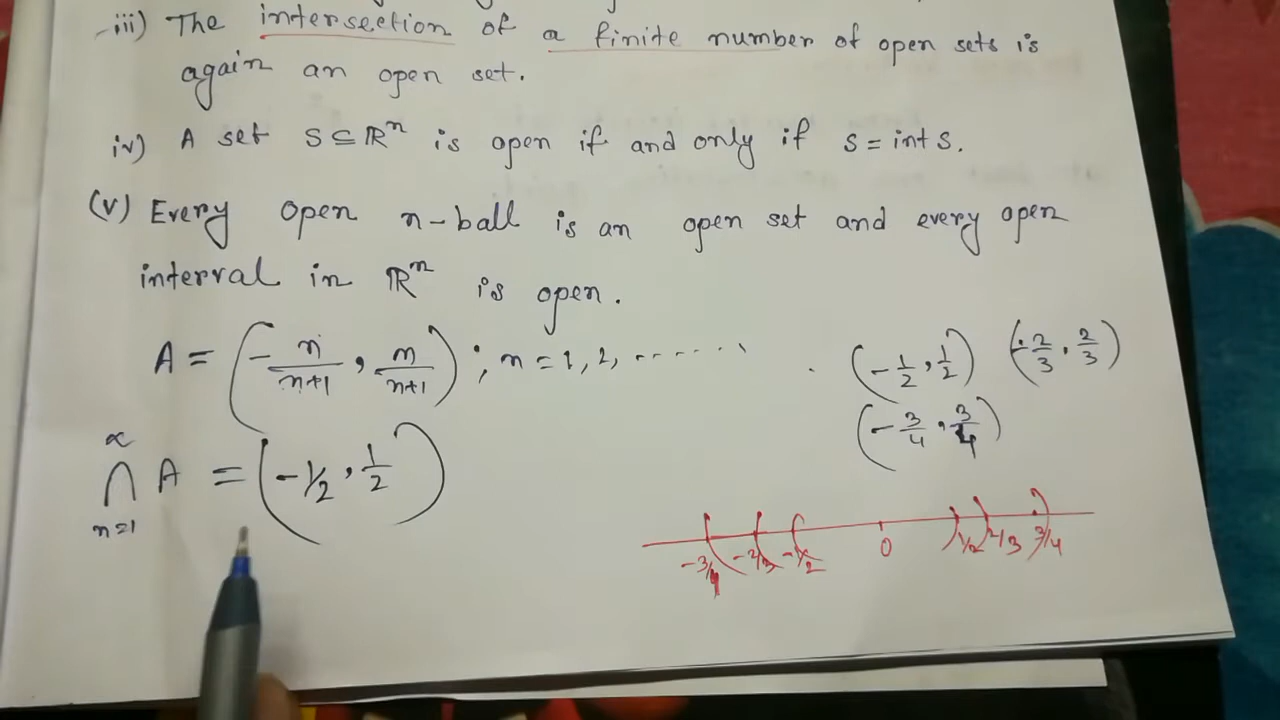 iii) The intersection of a finite number of open sets is
again an open set.
iv) A set S ⊆ ℝⁿ is open if and only if S = int S.
(v) Every open n-ball is an open set and every open
interval in ℝⁿ is open.
A = (-n/n+1, n/n+1) ; n = 1, 2, ......
(-1/2, 1/2) (-2/3, 2/3)
(-3/4, 3/4)
∞
∩ A = (-1/2, 1/2)
n=1
-3/4 -2/3 -1/2 0 1/2 2/3 3/4